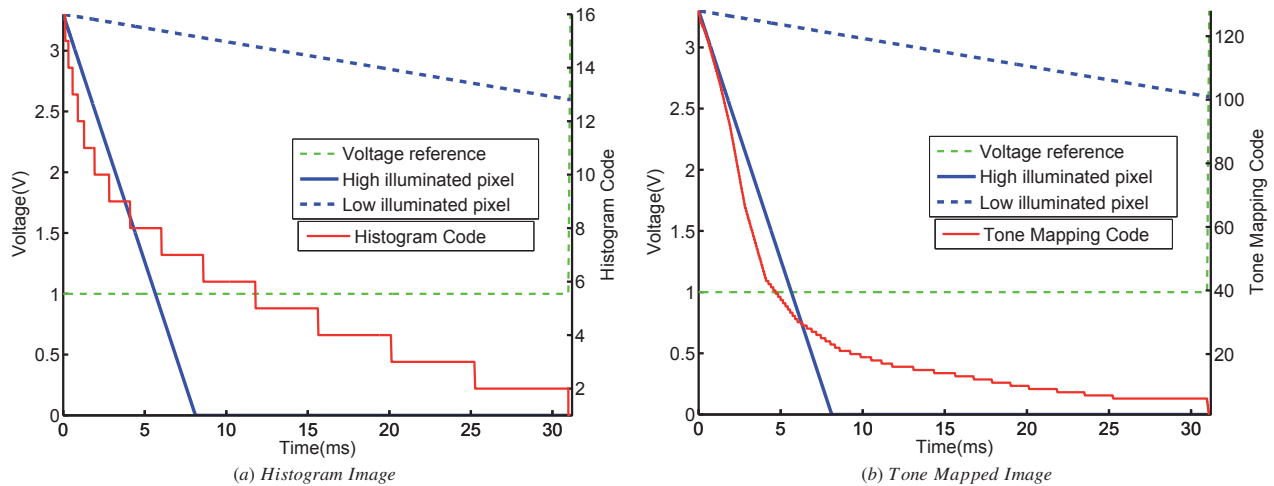 3
2.5
2
1.5
1
0.5
0
Voltage(V)
0 5 10 15 20 25 30
Time(ms)
16
14
12
10
8
6
4
2
Histogram Code
Voltage reference
High illuminated pixel
Low illuminated pixel
Histogram Code
(a) Histogram Image
3
2.5
2
1.5
1
0.5
0
Voltage(V)
0 5 10 15 20 25 30
Time(ms)
120
100
80
60
40
20
Tone Mapping Code
Voltage reference
High illuminated pixel
Low illuminated pixel
Tone Mapping Code
(b) Tone Mapped Image